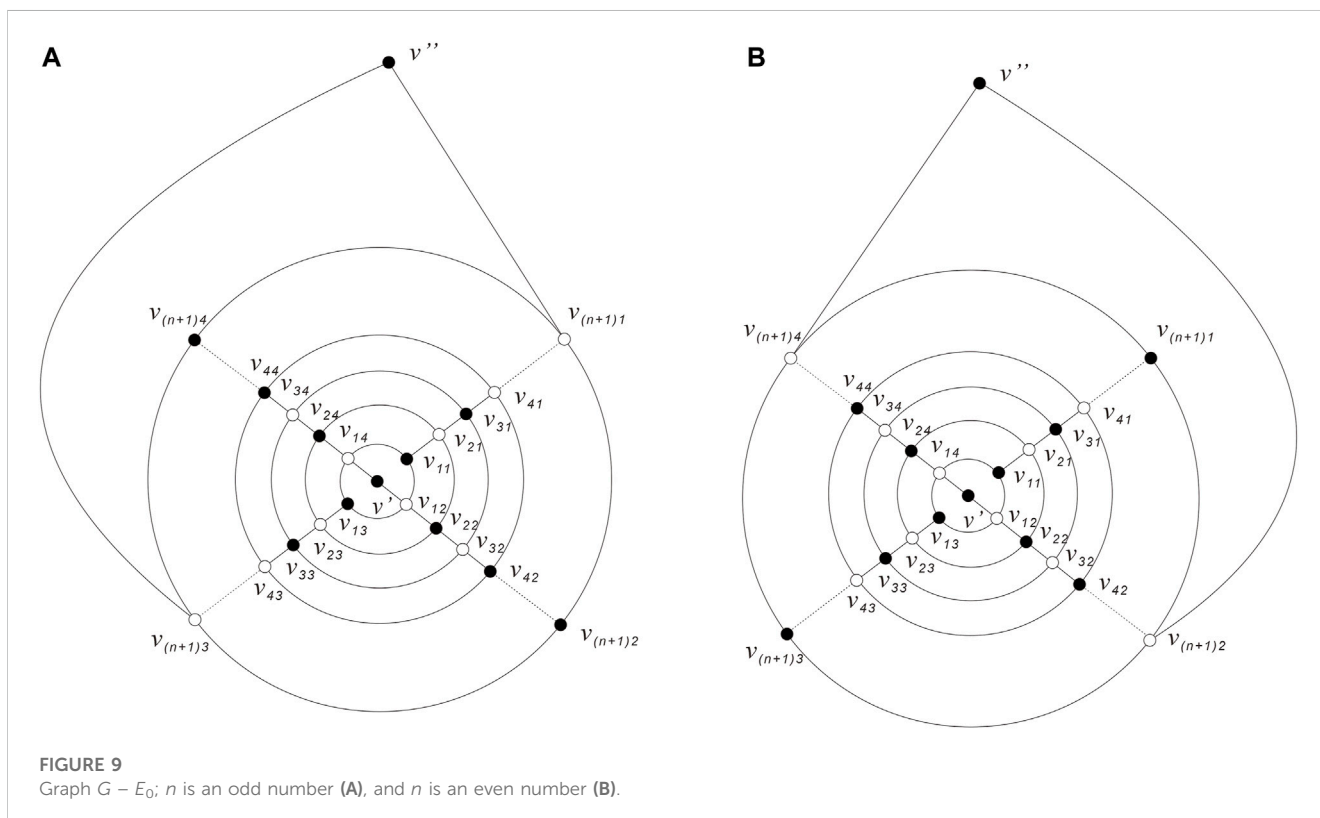 A
v’’
v(n+1)4
v(n+1)1
v44
v34
v41
v24
v31
v14
v21
v11
v’
v12
v13
v22
v23
v32
v33
v42
v43
v(n+1)3
v(n+1)2
B
v’’
v(n+1)4
v(n+1)1
v44
v34
v41
v24
v31
v14
v21
v11
v’
v12
v13
v22
v23
v32
v33
v42
v43
v(n+1)3
v(n+1)2
FIGURE 9
Graph G – E0; n is an odd number (A), and n is an even number (B).